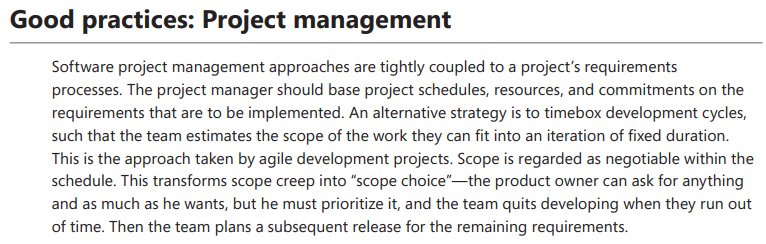 Good practices: Project management
Software project management approaches are tightly coupled to a project’s requirements
processes. The project manager should base project schedules, resources, and commitments on the
requirements that are to be implemented. An alternative strategy is to timebox development cycles,
such that the team estimates the scope of the work they can fit into an iteration of fixed duration.
This is the approach taken by agile development projects. Scope is regarded as negotiable within the
schedule. This transforms scope creep into “scope choice”—the product owner can ask for anything
and as much as he wants, but he must prioritize it, and the team quits developing when they run out
of time. Then the team plans a subsequent release for the remaining requirements.